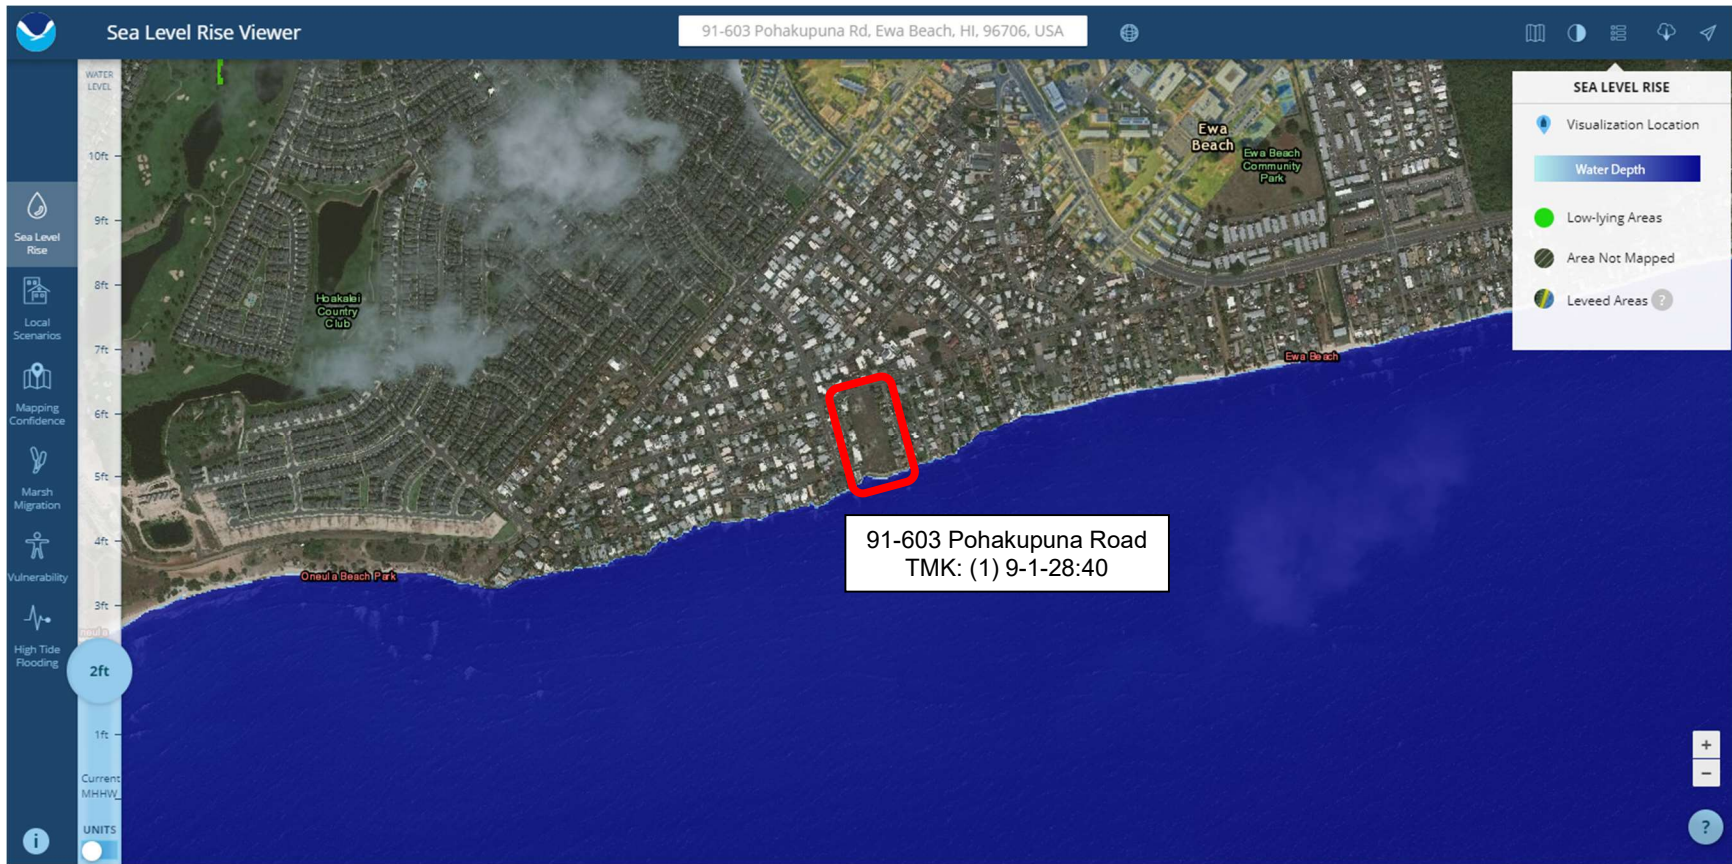 Sea Level Rise Viewer
91-603 Pohakupuna Rd, Ewa Beach, HI, 96706, USA
WATER
LEVEL
10ft
9ft
8ft
7ft
6ft
5ft
4ft
3ft
2ft
1ft
Current
MHHW
UNITS
Sea Level
Rise
Local
Scenarios
Mapping
Confidence
Marsh
Migration
Vulnerability
High Tide
Flooding
i
Hoakalei
Country
Club
Oneula Beach Park
Ewa
Beach
Ewa Beach
Community
Park
Ewa Beach
91-603 Pohakupuna Road
TMK: (1) 9-1-28:40
SEA LEVEL RISE
Visualization Location
Water Depth
Low-lying Areas
Area Not Mapped
Leveed Areas ?
+
−
?